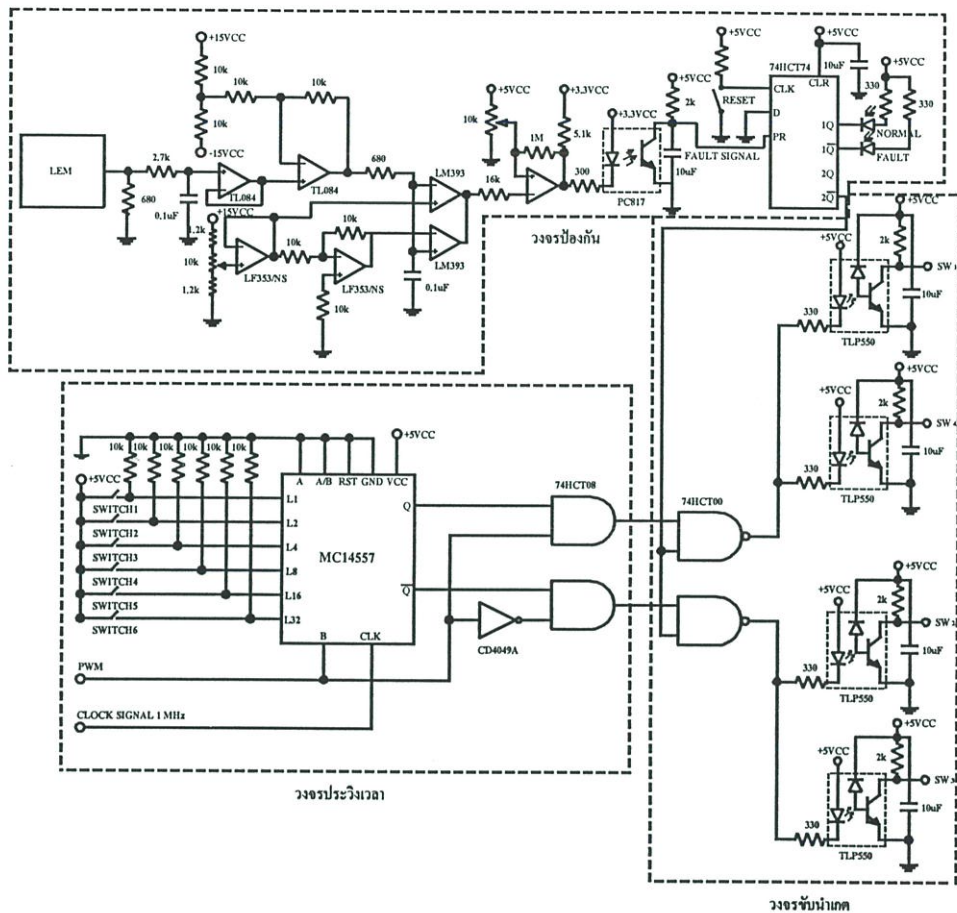 +15VCC
10k
10k
10k
10k
-15VCC
LEM
2,7k
680
0.1uF
TL084
TL084
680
+15VCC
1,2k
10k
1,2k
LF353/NS
10k
10k
LF353/NS
10k
LM393
LM393
0.1uF
16k
+5VCC
10k
1M
+3.3VCC
5.1k
300
+3.3VCC
PC817
+5VCC
2k
10uF
FAULT SIGNAL
+5VCC
RESET
74HCT74
CLK
D
PR
CLR
1Q
1Q
2Q
2Q
+5VCC
10uF
+5VCC
330
330
NORMAL
FAULT
วงจรป้องกัน
+5VCC
+5VCC
2k
SW 1
10uF
330
TLP550
+5VCC
+5VCC
2k
SW 4
10uF
330
TLP550
+5VCC
+5VCC
2k
SW 2
10uF
330
TLP550
+5VCC
+5VCC
2k
SW 3
10uF
330
TLP550
10k
10k
10k
10k
10k
10k
+5VCC
+5VCC
SWITCH1
SWITCH2
SWITCH3
SWITCH4
SWITCH5
SWITCH6
A
A/B
RST
GND
VCC
L1
L2
L4
L8
L16
L32
MC14557
Q
Q
B
CLK
74HCT08
74HCT00
CD4049A
PWM
CLOCK SIGNAL 1 MHz
วงจรประวิงเวลา
วงจรขับนำเกต